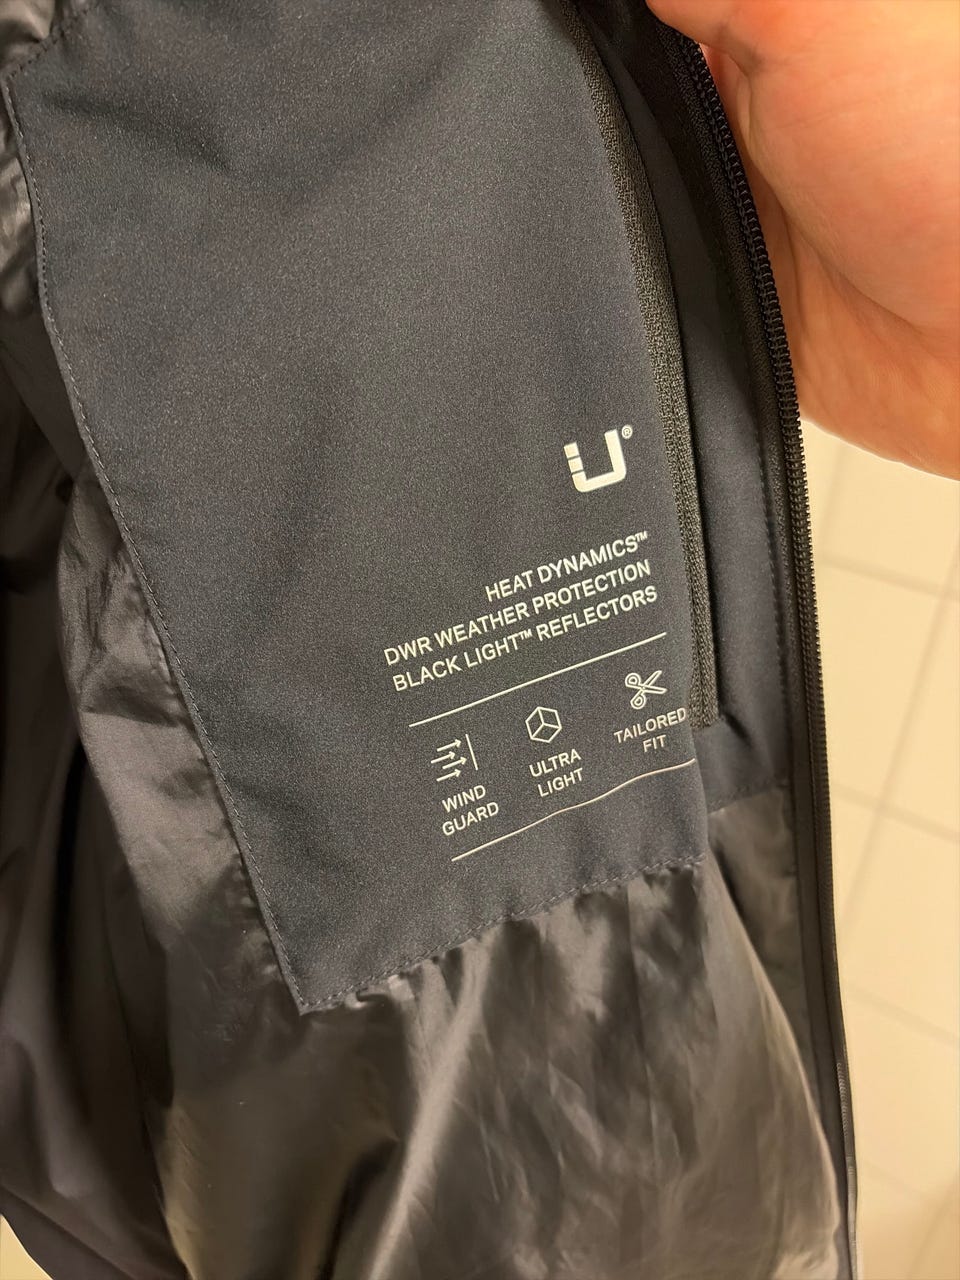 U®
HEAT DYNAMICS™
DWR WEATHER PROTECTION
BLACK LIGHT™ REFLECTORS
WIND
GUARD
ULTRA
LIGHT
TAILORED
FIT